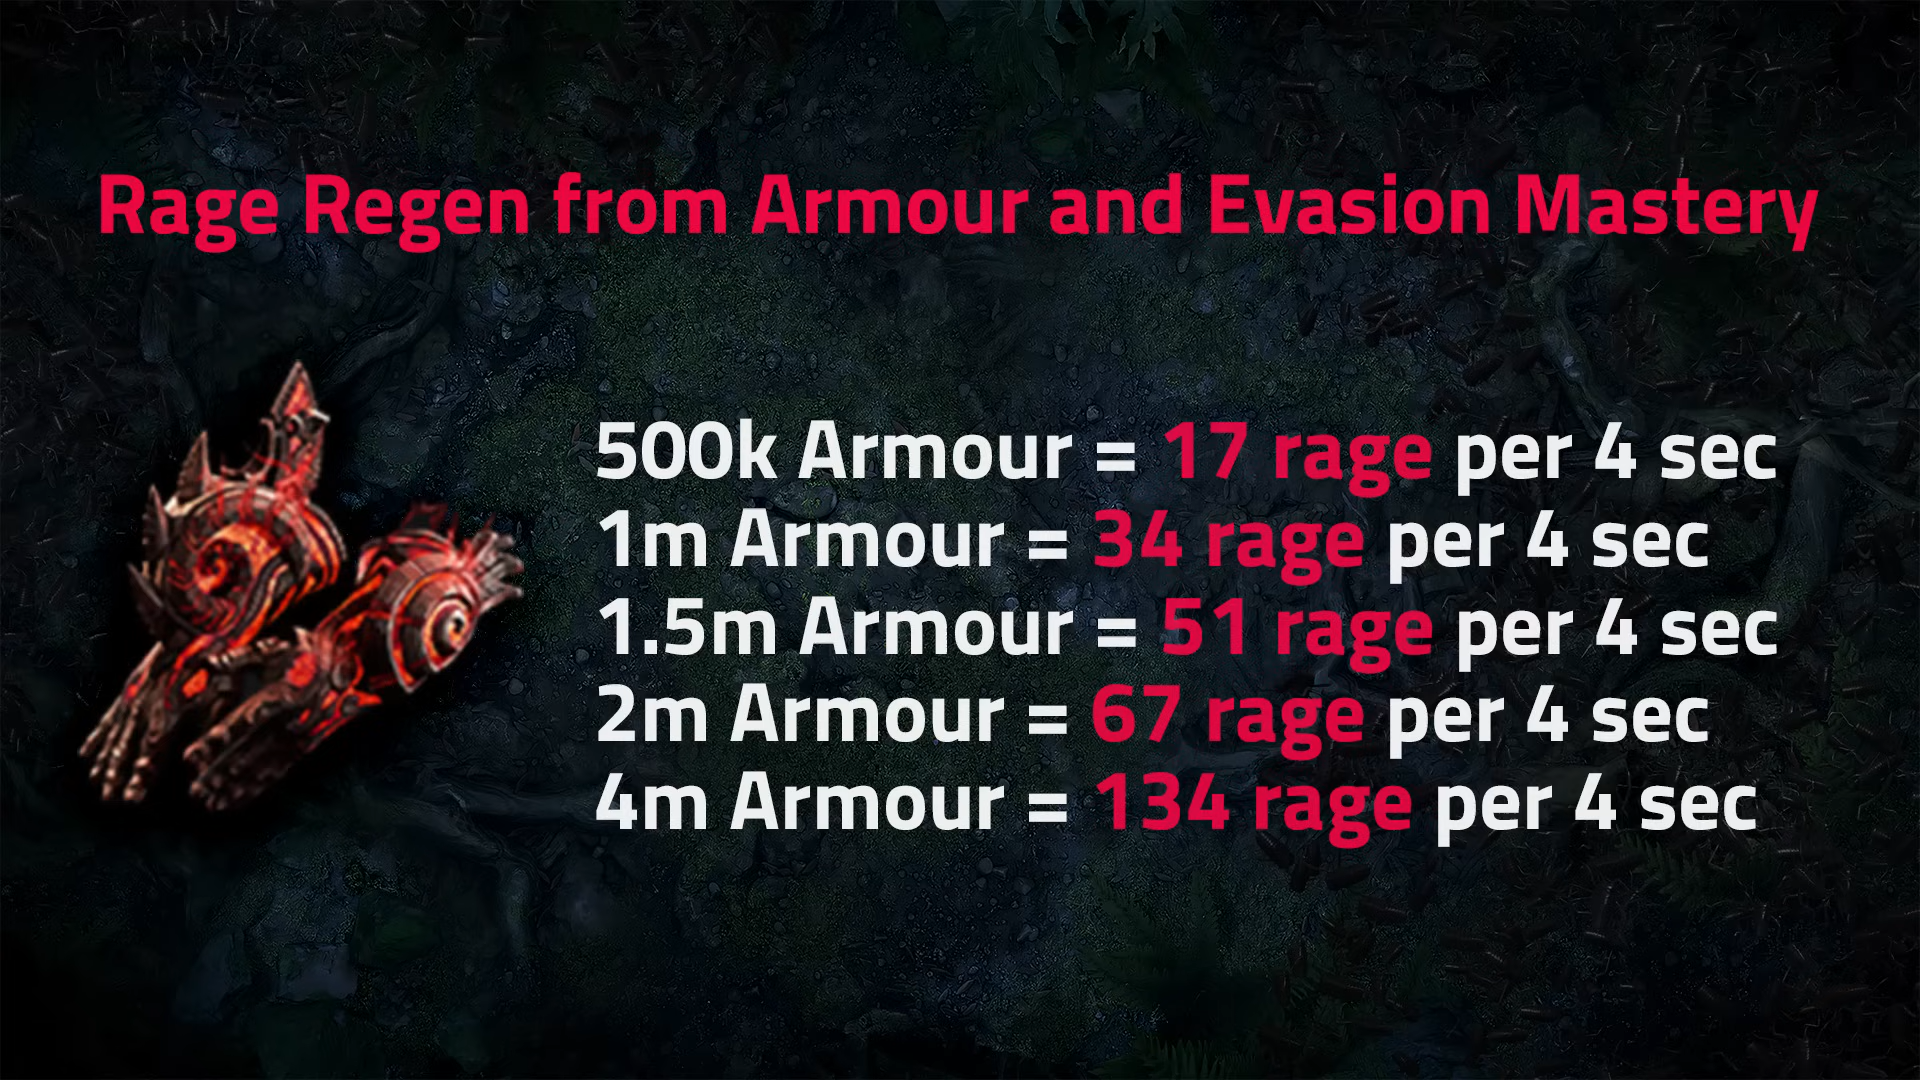 Rage Regen from Armour and Evasion Mastery
500k Armour = 17 rage per 4 sec
1m Armour = 34 rage per 4 sec
1.5m Armour = 51 rage per 4 sec
2m Armour = 67 rage per 4 sec
4m Armour = 134 rage per 4 sec